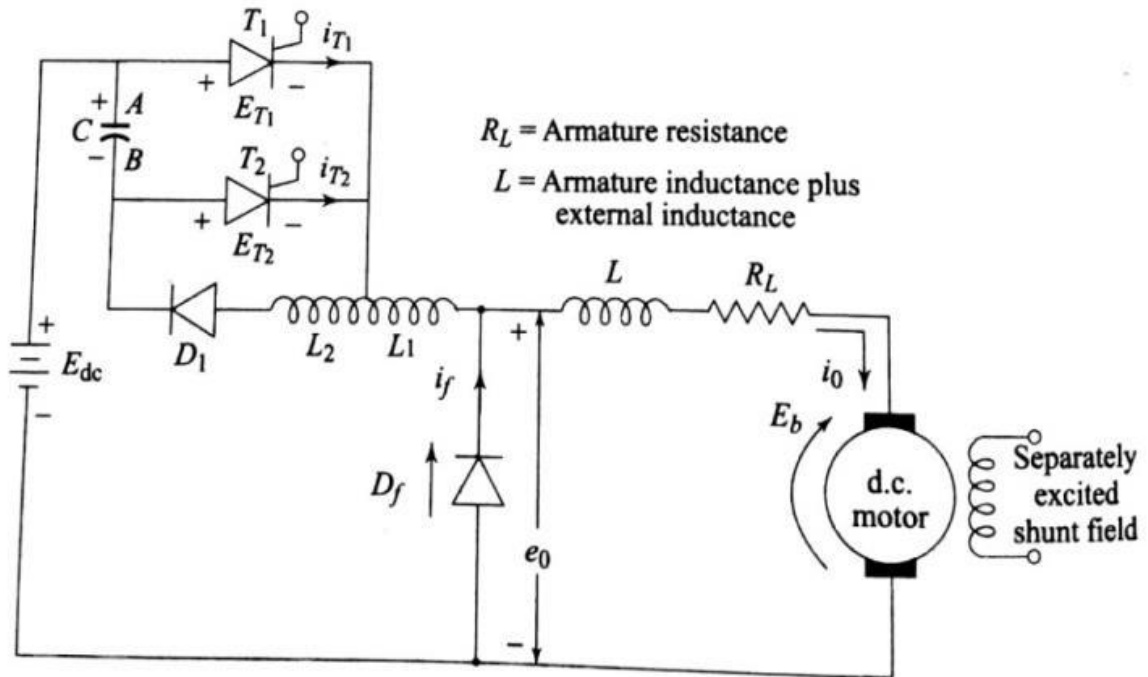 T1
iT1
+
−
ET1
+
A
C
−
B
T2
iT2
+
−
ET2
RL = Armature resistance
L = Armature inductance plus
external inductance
L
RL
D1
L2
L1
+
+
Edc
−
if
i0
Eb
Df
e0
d.c.
motor
Separately
excited
shunt field
−